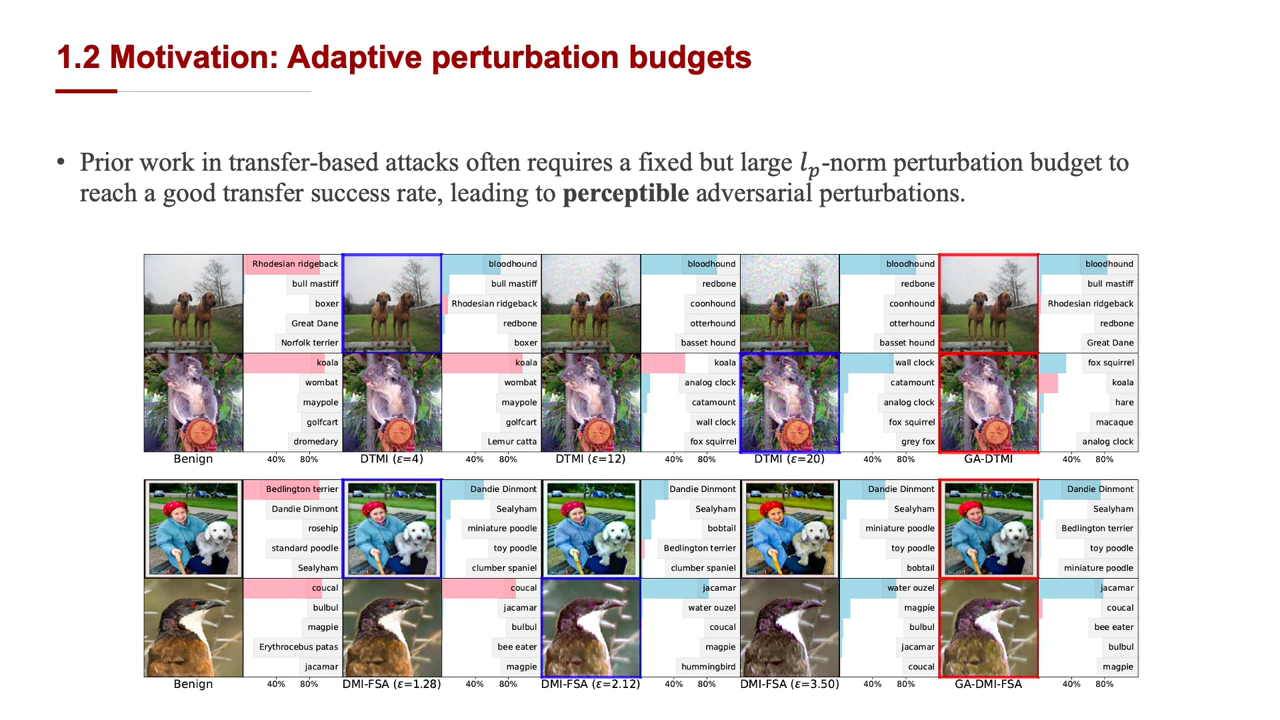 1.2 Motivation: Adaptive perturbation budgets
• Prior work in transfer-based attacks often requires a fixed but large lp-norm perturbation budget to
reach a good transfer success rate, leading to perceptible adversarial perturbations.
Rhodesian ridgeback bloodhound bloodhound bloodhound bloodhound
bull mastiff bull mastiff redbone redbone bull mastiff
boxer Rhodesian ridgeback coonhound coonhound Rhodesian ridgeback
Great Dane redbone otterhound otterhound redbone
Norfolk terrier boxer basset hound basset hound Great Dane
koala koala koala wall clock fox squirrel
wombat wombat analog clock catamount koala
maypole maypole catamount analog clock hare
golfcart golfcart wall clock fox squirrel macaque
dromedary Lemur catta fox squirrel grey fox analog clock
Benign 40% 80% DTMI (ε=4) 40% 80% DTMI (ε=12) 40% 80% DTMI (ε=20) 40% 80% GA-DTMI 40% 80%
Bedlington terrier Dandie Dinmont Dandie Dinmont Dandie Dinmont Dandie Dinmont
Dandie Dinmont Sealyham Sealyham Sealyham Sealyham
rosehip miniature poodle bobtail miniature poodle Bedlington terrier
standard poodle toy poodle Bedlington terrier toy poodle toy poodle
Sealyham clumber spaniel clumber spaniel bobtail miniature poodle
coucal coucal jacamar water ouzel jacamar
bulbul jacamar water ouzel magpie coucal
magpie bulbul coucal bulbul bee eater
Erythrocebus patas bee eater magpie jacamar bulbul
jacamar magpie hummingbird coucal magpie
Benign 40% 80% DMI-FSA (ε=1.28) 40% 80% DMI-FSA (ε=2.12) 40% 80% DMI-FSA (ε=3.50) 40% 80% GA-DMI-FSA 40% 80%